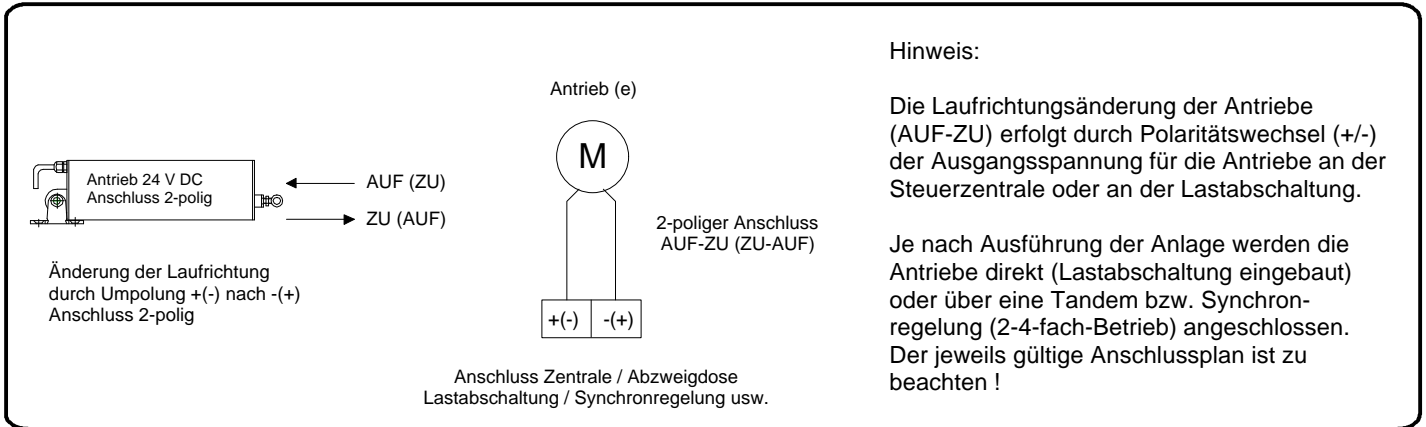 Antrieb 24 V DC
Anschluss 2-polig
AUF (ZU)
ZU (AUF)
Änderung der Laufrichtung
durch Umpolung +(-) nach -(+)
Anschluss 2-polig
Antrieb (e)
M
2-poliger Anschluss
AUF-ZU (ZU-AUF)
+(-) -(+)
Anschluss Zentrale / Abzweigdose
Lastabschaltung / Synchronregelung usw.
Hinweis:
Die Laufrichtungsänderung der Antriebe
(AUF-ZU) erfolgt durch Polaritätswechsel (+/-)
der Ausgangsspannung für die Antriebe an der
Steuerzentrale oder an der Lastabschaltung.
Je nach Ausführung der Anlage werden die
Antriebe direkt (Lastabschaltung eingebaut)
oder über eine Tandem bzw. Synchron-
regelung (2-4-fach-Betrieb) angeschlossen.
Der jeweils gültige Anschlussplan ist zu
beachten !